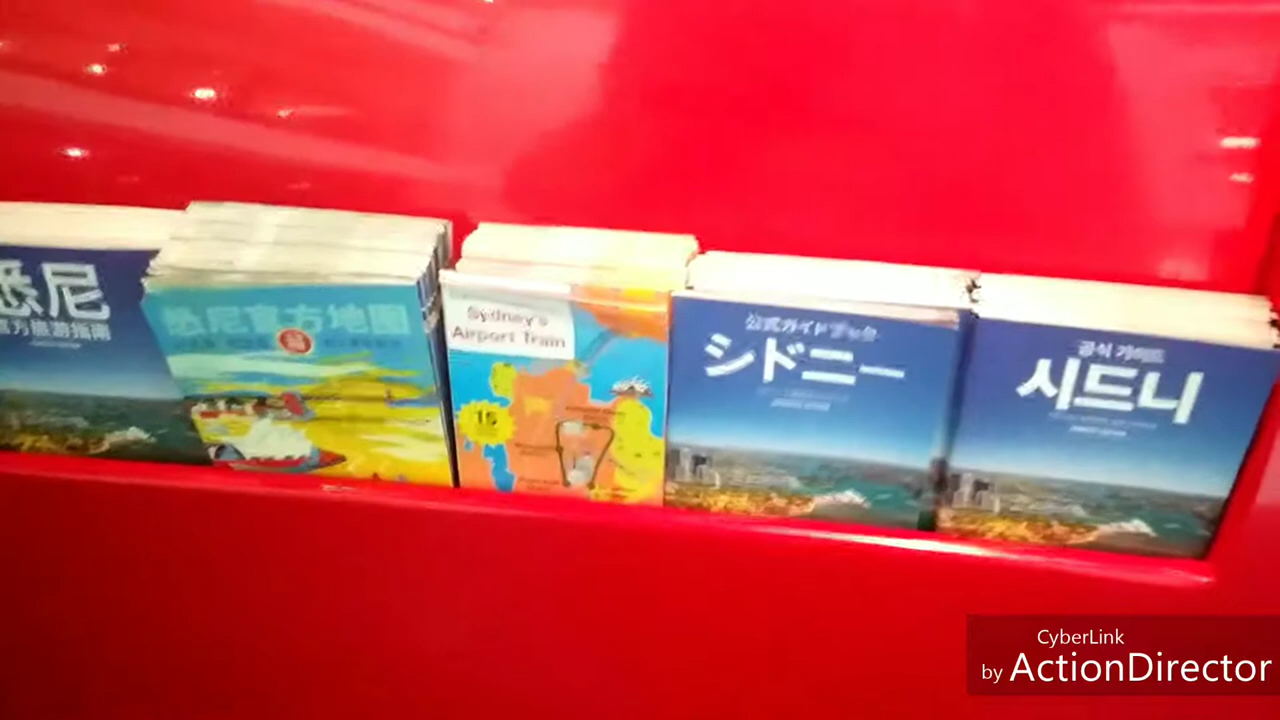 悉尼
官方旅游指南
悉尼官方地圖
Sydney's
Airport Train
15
公式ガイドブック
シドニー
공식 가이드
시드니
CyberLink
by ActionDirector